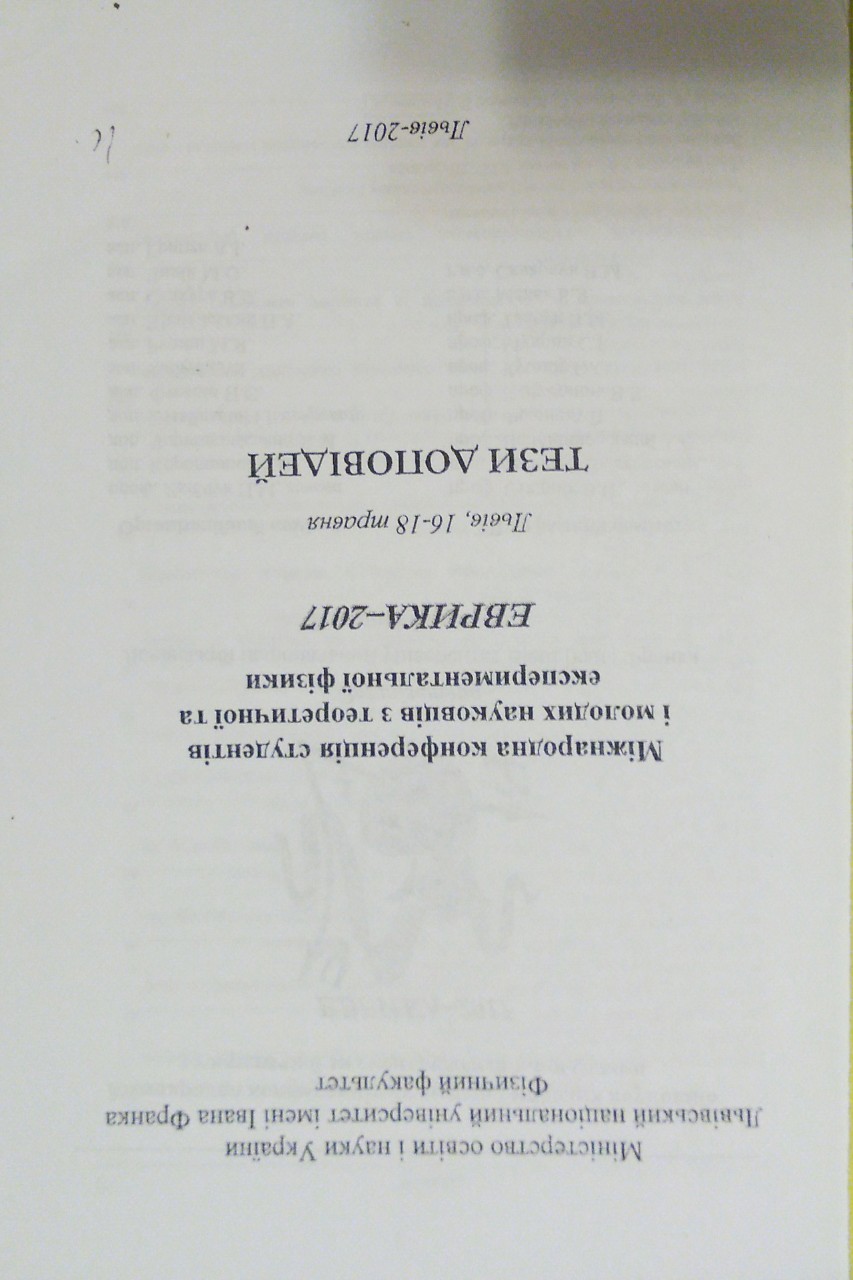 Міністерство освіти і науки України
Львівський національний університет імені Івана Франка
Фізичний факультет
Міжнародна конференція студентів
і молодих науковців з теоретичної та
експериментальної фізики
ЕВРИКА–2017
Львів, 16-18 травня
ТЕЗИ ДОПОВІДЕЙ
Львів-2017